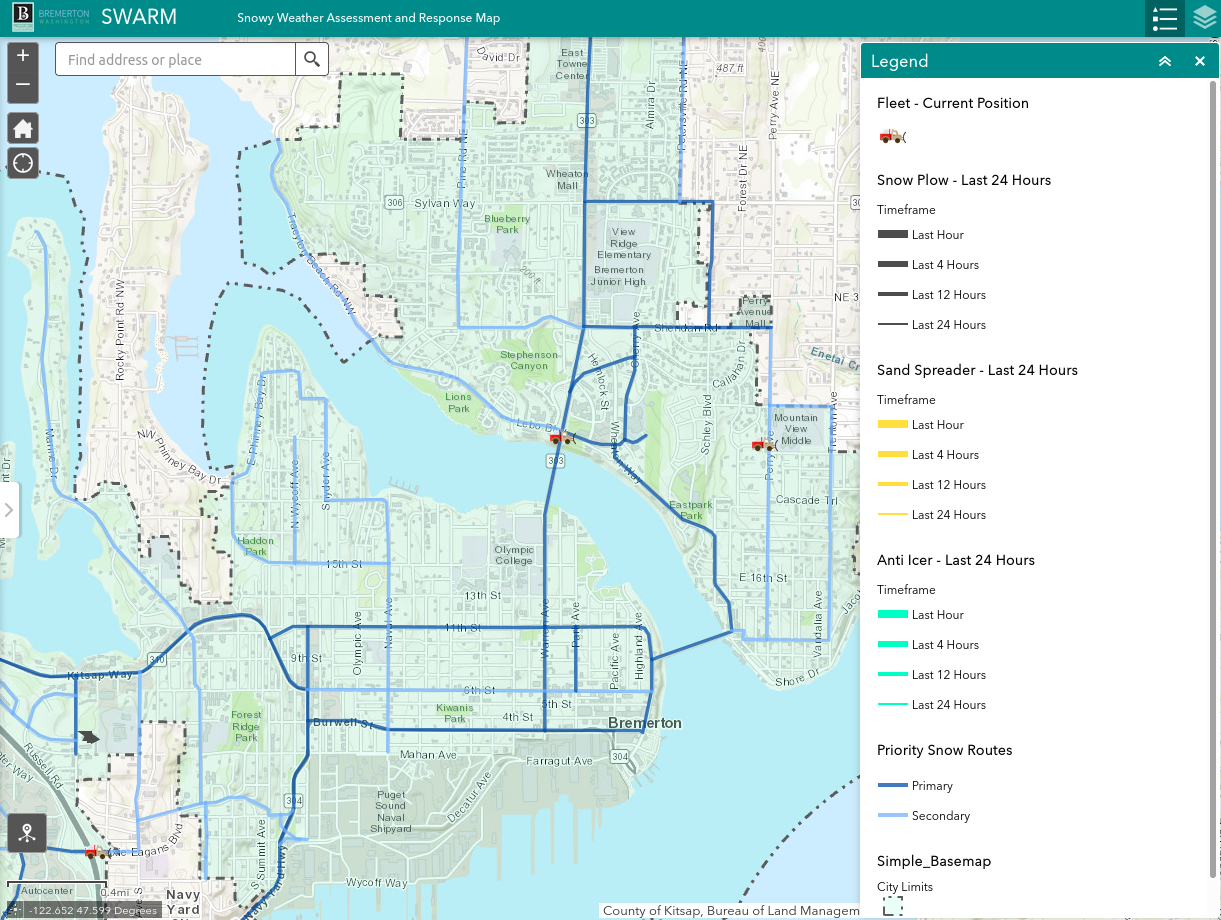 B BREMERTON WASHINGTON SWARM Snowy Weather Assessment and Response Map
+
−
Find address or place
Legend
Fleet - Current Position
Snow Plow - Last 24 Hours
Timeframe
Last Hour
Last 4 Hours
Last 12 Hours
Last 24 Hours
Sand Spreader - Last 24 Hours
Timeframe
Last Hour
Last 4 Hours
Last 12 Hours
Last 24 Hours
Anti Icer - Last 24 Hours
Timeframe
Last Hour
Last 4 Hours
Last 12 Hours
Last 24 Hours
Priority Snow Routes
Primary
Secondary
Simple_Basemap
City Limits
David Dr
East
Towne
Center
487 ft
Almira Dr
Petersville Rd NE
Perry Ave NE
303
Pine Rd NE
Forest Dr NE
Wheaton
Mall
306
Sylvan Way
30
Blueberry
Park
View
Ridge
Elementary
Bremerton
Junior High
200 ft
Tracyton Beach Rd NW
Rocky Point Rd NW
NE 3
Perry
Avenue
Mall
Sheridan Rd
Cherry Ave
Enetai Cr
Stephenson
Canyon
Hemlock St
Callahan Dr
Lions
Park
E Phinney Bay Dr
Lebo Bl
Schley Blvd
Trenton Ave
Mountain
View
Middle
Marine Dr
NW Phinney Bay Dr
N Wycoff Ave
Snyder Ave
303
Wheaton Way
Perry Ave
Cascade Trl
Eastpark
Park
Haddon
Park
15th St
Olympic
College
E 16th St
13th St
11th St
Olympic Ave
Naval Ave
Warren Ave
Park Ave
Pacific Ave
Highland Ave
Vandalia Ave
Jaco
9th St
310
Kitsap Way
6th St
5th St
4th St
Kiwanis
Park
Shore Dr
Forest
Ridge
Park
Burwell St
Bremerton
Mahan Ave
Farragut Ave
304
Russell Rd
Puget
Sound
Naval
Shipyard
Decatur Ave
304
Loxie Eagans Blvd
S Summit Ave
Wycoff Way
Navy Yard Hwy
Navy
Yard
Autocenter
0.4mi
-122.652 47.599 Degrees
County of Kitsap, Bureau of Land Managem